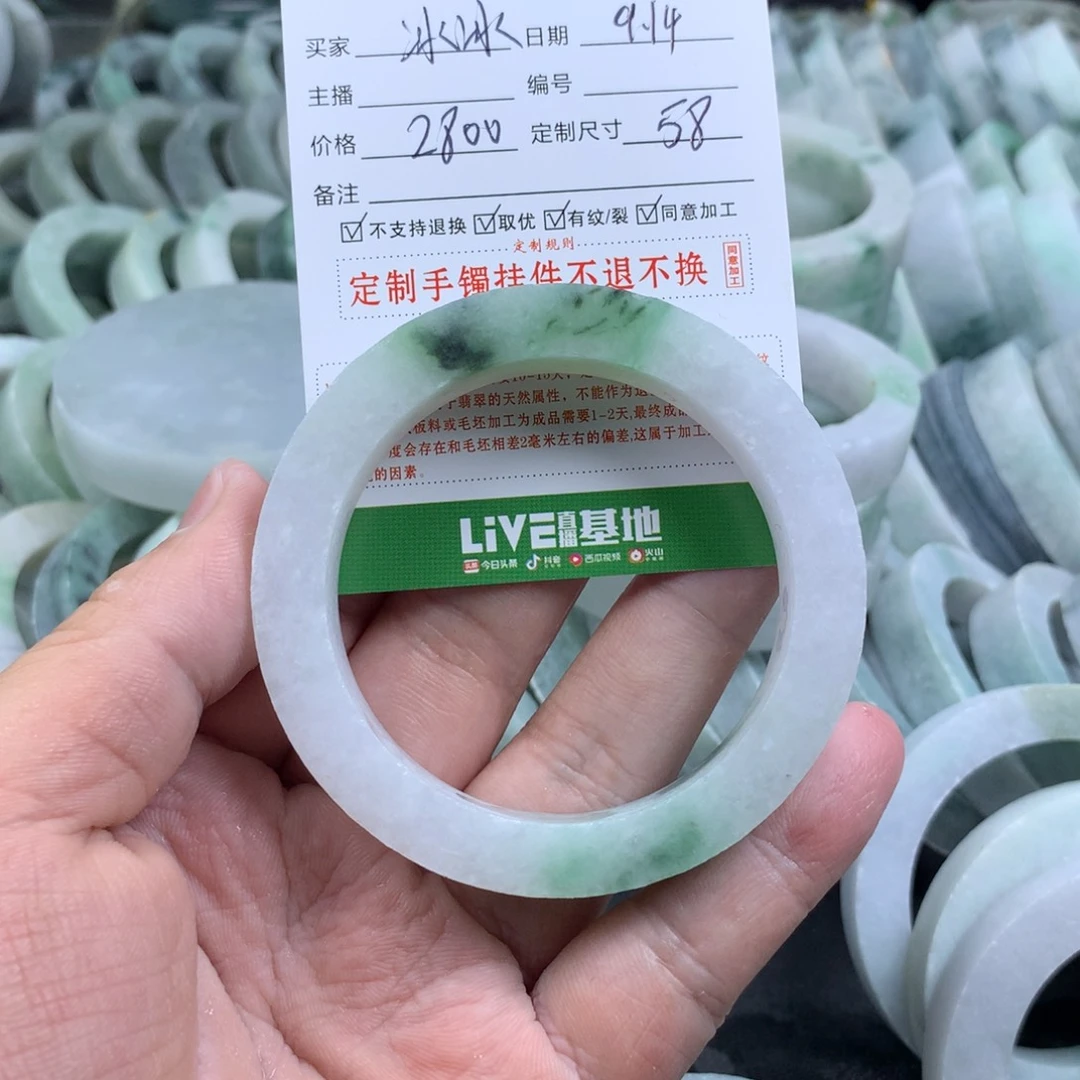 买家 冰冰 日期 9.14
主播 编号
价格 2800 定制尺寸 58
备注
不支持退换 取优 有纹/裂 同意加工
定制规则
定制手镯挂件不退不换 同意加工
纹
翡翠的天然属性，不能作为退
板料或毛坯加工为成品需要1-2天,最终成品
度会存在和毛坯相差2毫米左右的偏差,这属于加工
的因素。
LiVE直播基地
头条 今日头条 抖音 西瓜视频 火山